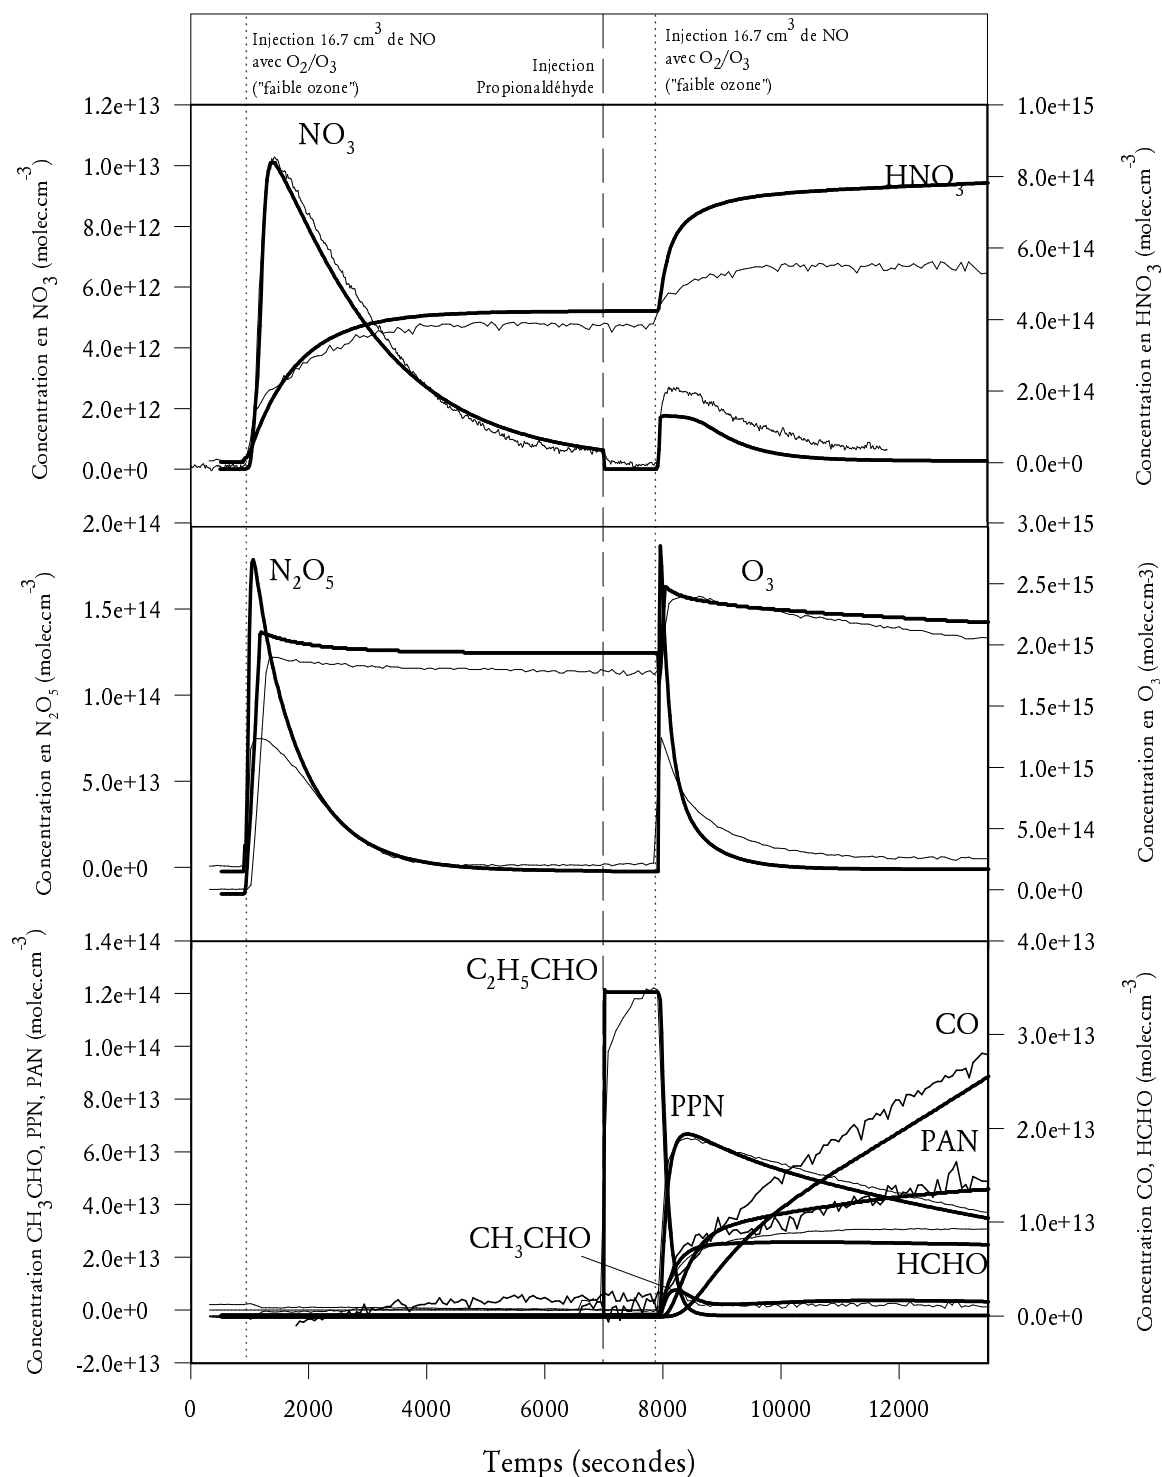 Injection 16.7 cm3 de NO
avec O2/O3
("faible ozone")
Injection
Propionaldéhyde
Injection 16.7 cm3 de NO
avec O2/O3
("faible ozone")
1.2e+13
1.0e+13
8.0e+12
6.0e+12
4.0e+12
2.0e+12
0.0e+0
Concentration en NO3 (molec.cm-3)
NO3
HNO3
1.0e+15
8.0e+14
6.0e+14
4.0e+14
2.0e+14
0.0e+0
Concentration en HNO3 (molec.cm-3)
2.0e+14
1.5e+14
1.0e+14
5.0e+13
0.0e+0
Concentration en N2O5 (molec.cm-3)
N2O5
O3
3.0e+15
2.5e+15
2.0e+15
1.5e+15
1.0e+15
5.0e+14
0.0e+0
Concentration en O3 (molec.cm-3)
1.4e+14
1.2e+14
1.0e+14
8.0e+13
6.0e+13
4.0e+13
2.0e+13
0.0e+0
-2.0e+13
Concentration CH3CHO, PPN, PAN (molec.cm-3)
C2H5CHO
CO
PPN
PAN
CH3CHO
HCHO
4.0e+13
3.0e+13
2.0e+13
1.0e+13
0.0e+0
Concentration CO, HCHO (molec.cm-3)
0 2000 4000 6000 8000 10000 12000
Temps (secondes)